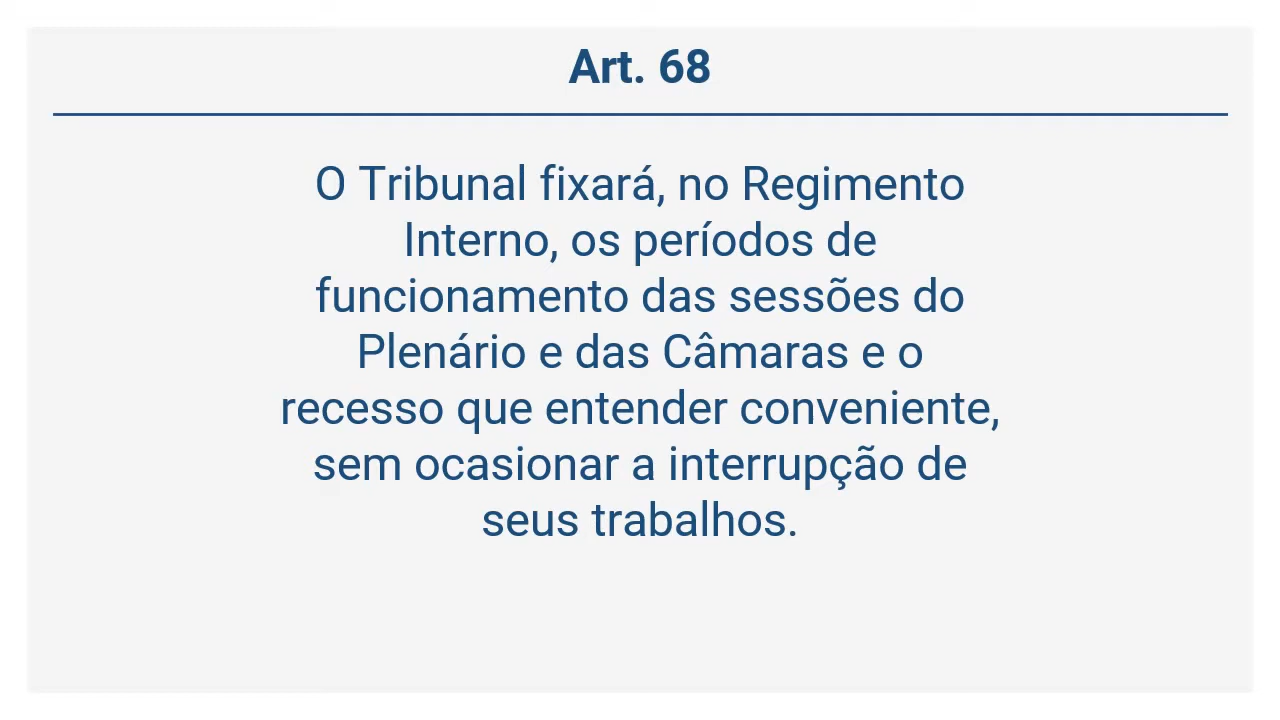 Art. 68
O Tribunal fixará, no Regimento
Interno, os períodos de
funcionamento das sessões do
Plenário e das Câmaras e o
recesso que entender conveniente,
sem ocasionar a interrupção de
seus trabalhos.